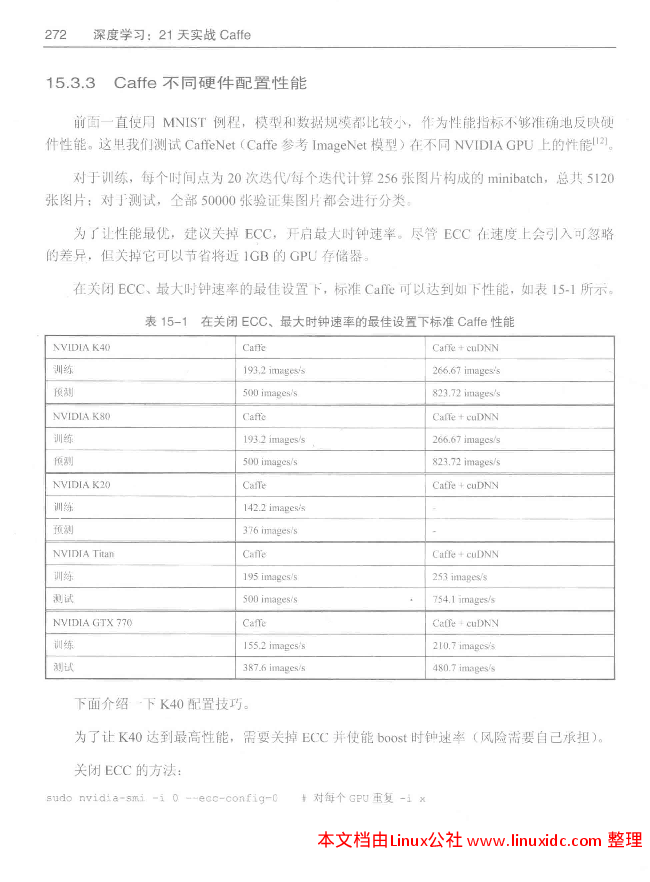 272 深度学习：21 天实战 Caffe
15.3.3 Caffe 不同硬件配置性能
前面一直使用 MNIST 例程，模型和数据规模都比较小，作为性能指标不够准确地反映硬
件性能。这里我们测试 CaffeNet（Caffe 参考 ImageNet 模型）在不同 NVIDIA GPU 上的性能[12]。
对于训练，每个时间点为 20 次迭代/每个迭代计算 256 张图片构成的 minibatch，总共 5120
张图片；对于测试，全部 50000 张验证集图片都会进行分类。
为了让性能最优，建议关掉 ECC，开启最大时钟速率。尽管 ECC 在速度上会引入可忽略
的差异，但关掉它可以节省将近 1GB 的 GPU 存储器。
在关闭 ECC、最大时钟速率的最佳设置下，标准 Caffe 可以达到如下性能，如表 15-1 所示。
表 15-1 在关闭 ECC、最大时钟速率的最佳设置下标准 Caffe 性能
NVIDIA K40 Caffe Caffe + cuDNN
训练 193.2 images/s 266.67 images/s
预测 500 images/s 823.72 images/s
NVIDIA K80 Caffe Caffe + cuDNN
训练 193.2 images/s 266.67 images/s
预测 500 images/s 823.72 images/s
NVIDIA K20 Caffe Caffe + cuDNN
训练 142.2 images/s -
预测 376 images/s -
NVIDIA Titan Caffe Caffe + cuDNN
训练 195 images/s 253 images/s
测试 500 images/s 754.1 images/s
NVIDIA GTX 770 Caffe Caffe + cuDNN
训练 155.2 images/s 210.7 images/s
测试 387.6 images/s 480.7 images/s
下面介绍一下 K40 配置技巧。
为了让 K40 达到最高性能，需要关掉 ECC 并使能 boost 时钟速率（风险需要自己承担）。
关闭 ECC 的方法：
sudo nvidia-smi -i 0 --ecc-config=0 # 对每个 GPU 重复 -i x
本文档由Linux公社 www.linuxidc.com 整理